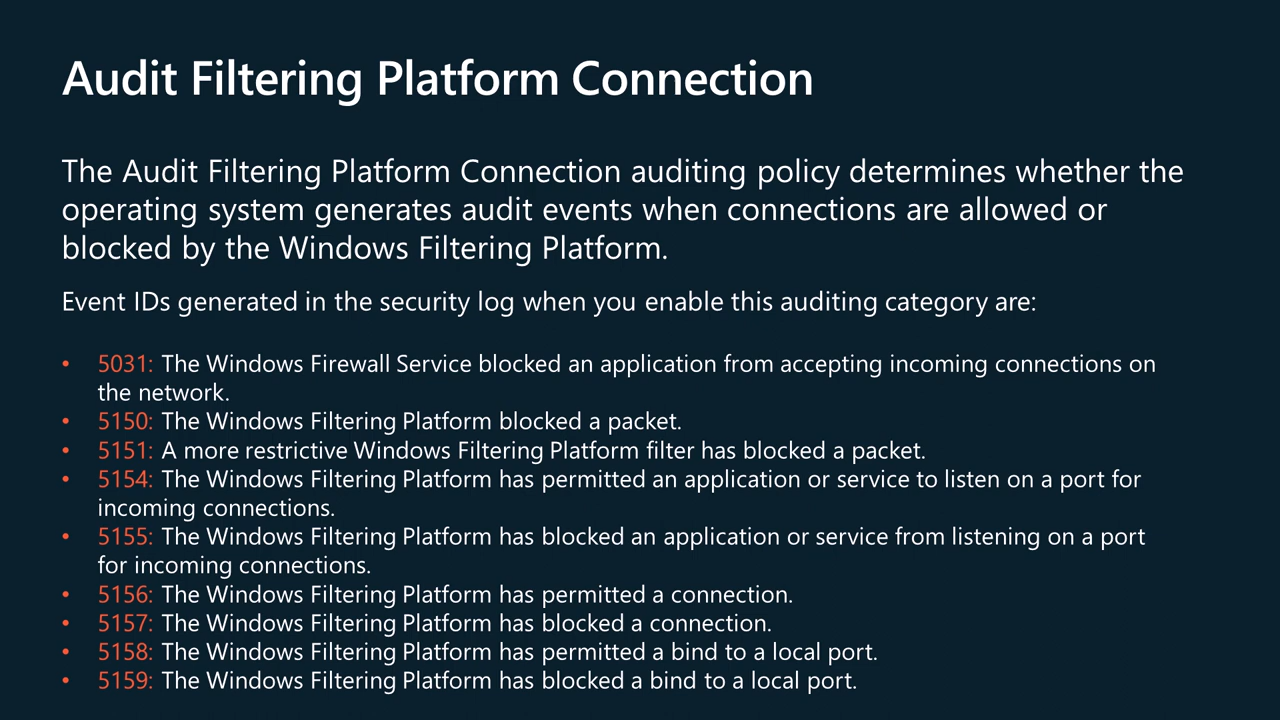 Audit Filtering Platform Connection
The Audit Filtering Platform Connection auditing policy determines whether the
operating system generates audit events when connections are allowed or
blocked by the Windows Filtering Platform.
Event IDs generated in the security log when you enable this auditing category are:
• 5031: The Windows Firewall Service blocked an application from accepting incoming connections on
the network.
• 5150: The Windows Filtering Platform blocked a packet.
• 5151: A more restrictive Windows Filtering Platform filter has blocked a packet.
• 5154: The Windows Filtering Platform has permitted an application or service to listen on a port for
incoming connections.
• 5155: The Windows Filtering Platform has blocked an application or service from listening on a port
for incoming connections.
• 5156: The Windows Filtering Platform has permitted a connection.
• 5157: The Windows Filtering Platform has blocked a connection.
• 5158: The Windows Filtering Platform has permitted a bind to a local port.
• 5159: The Windows Filtering Platform has blocked a bind to a local port.